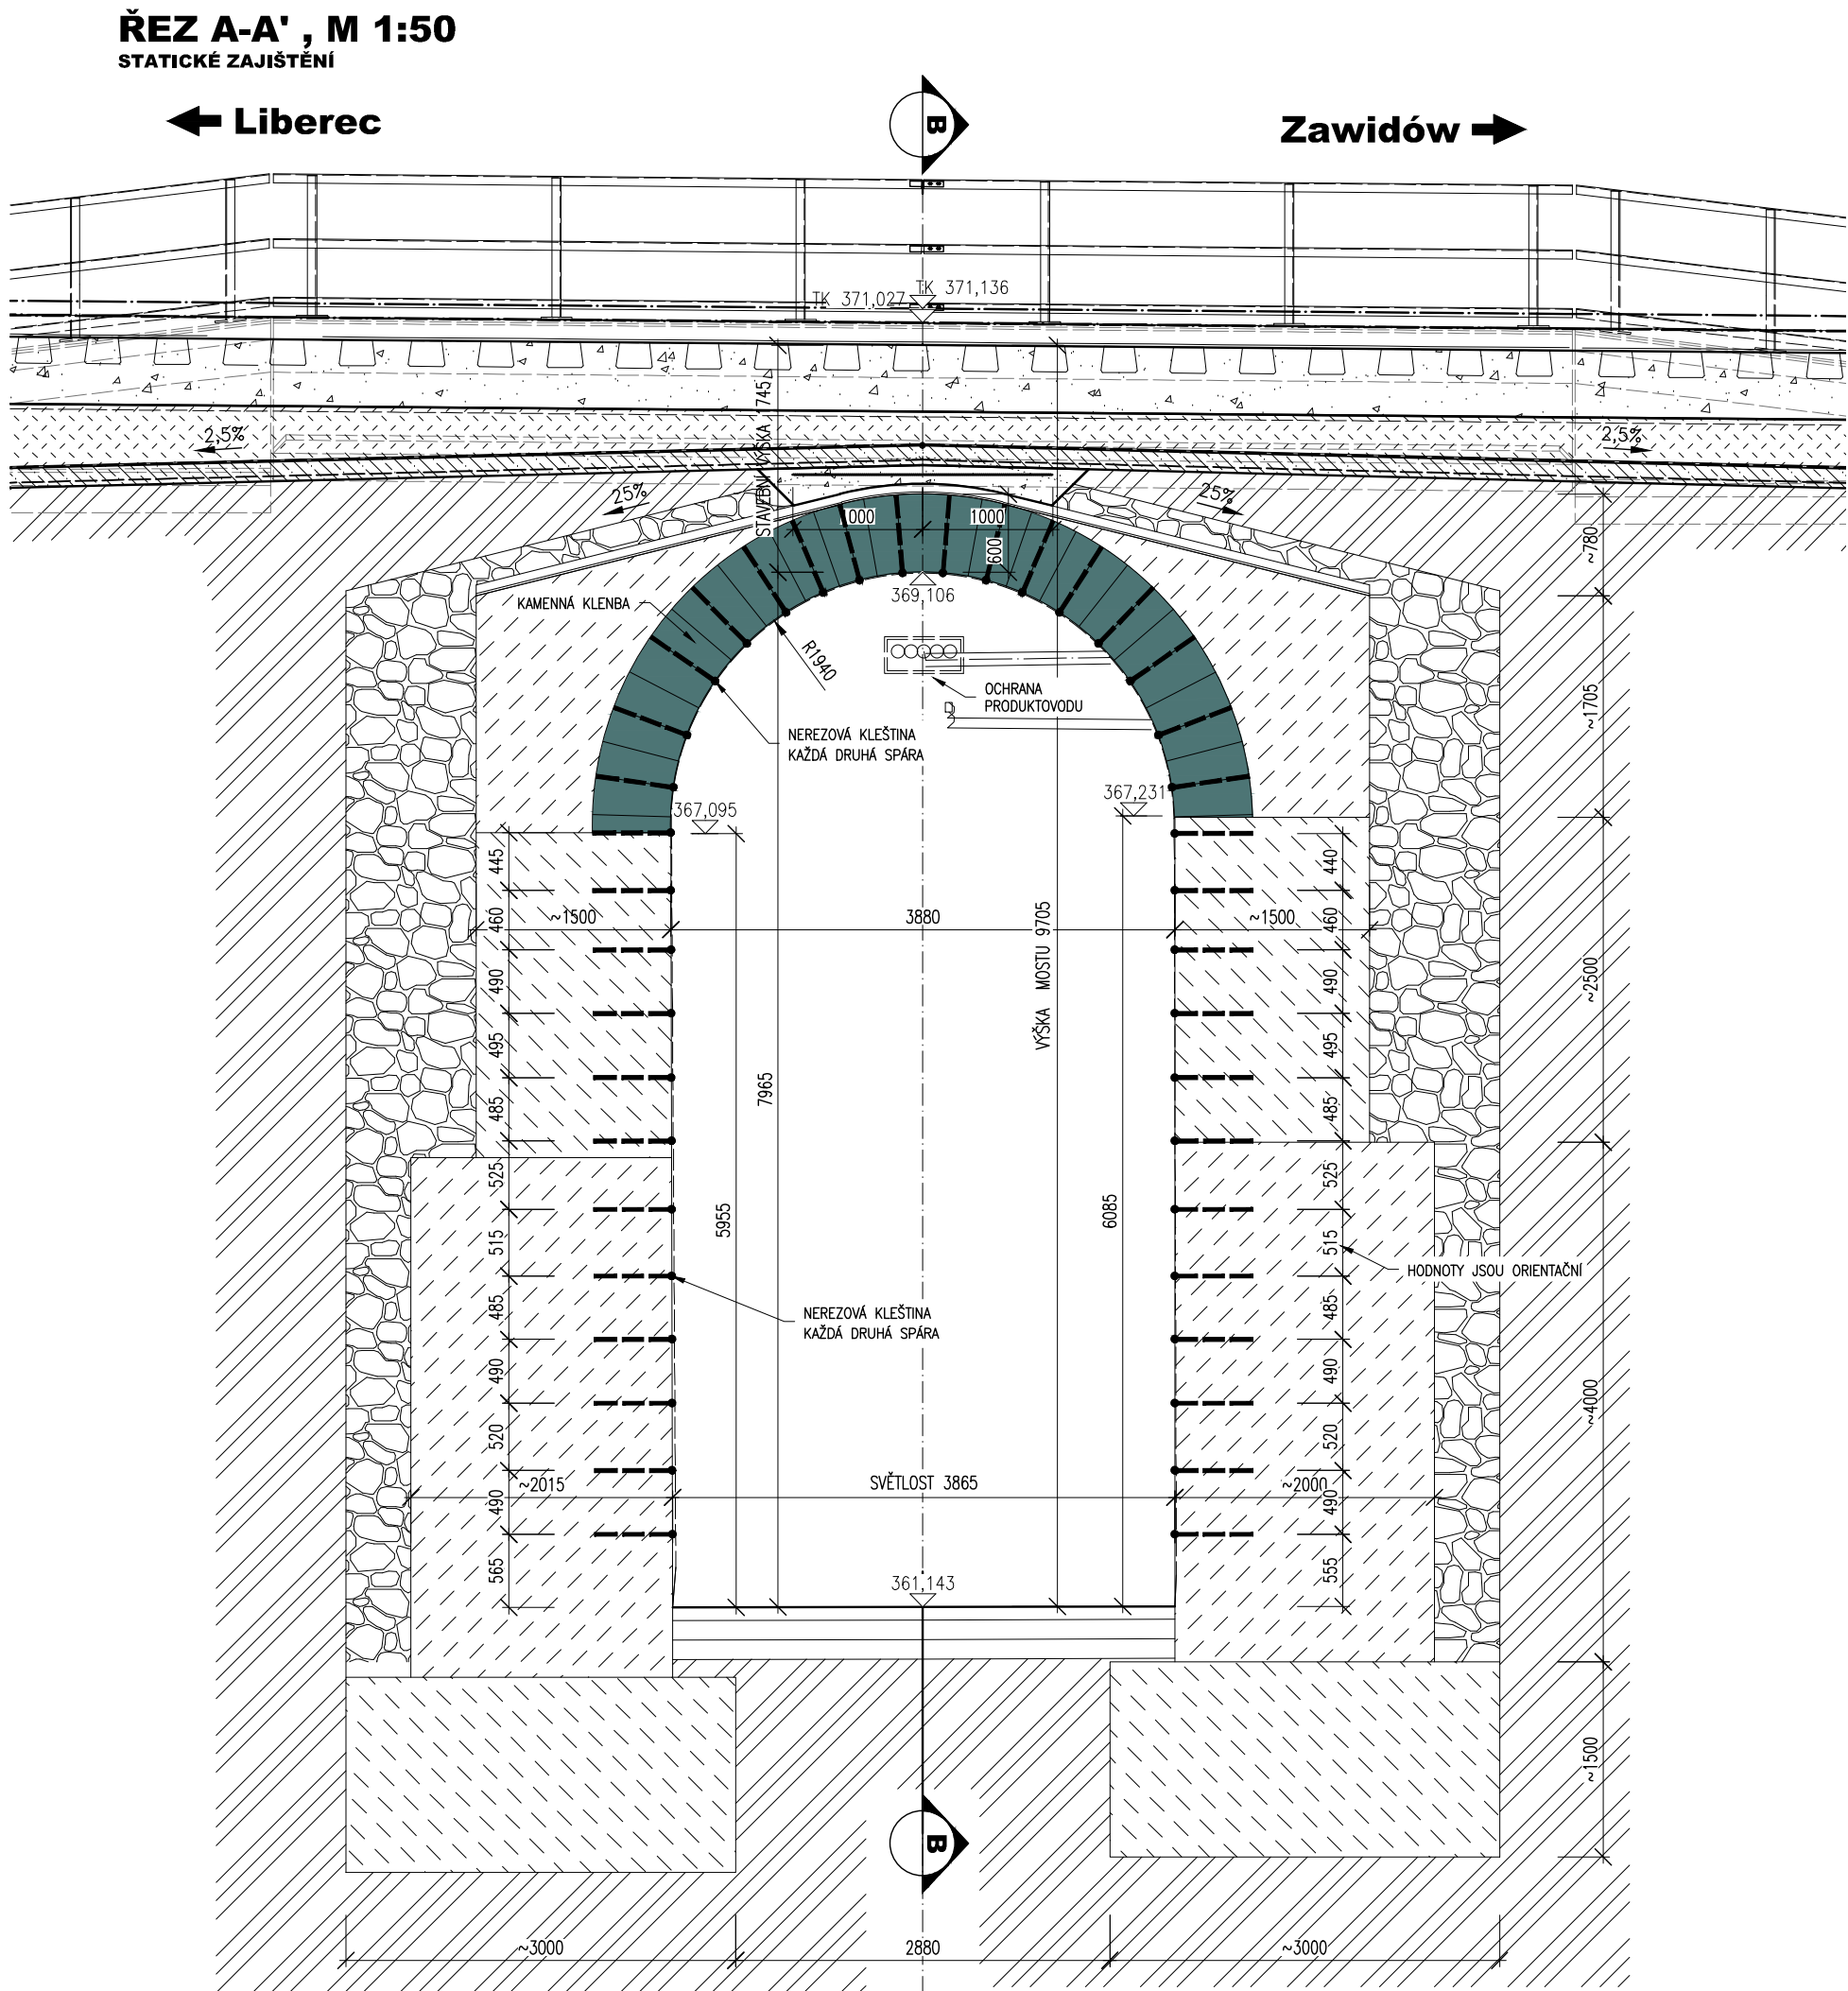 ŘEZ A-A' , M 1:50
STATICKÉ ZAJIŠTĚNÍ
Liberec
Zawidów
B
TK 371,027
TK 371,136
2,5%
2,5%
25%
25%
STAVEBNÍ VÝŠKA 1745
1000
1000
600
369,106
KAMENNÁ KLENBA
R1940
OCHRANA
PRODUKTOVODU
NEREZOVÁ KLEŠTINA
KAŽDÁ DRUHÁ SPÁRA
367,095
367,231
~780
~1705
~2500
~4000
~1500
445
460
490
495
485
525
515
485
490
520
490
565
~1500
3880
~1500
VÝŠKA MOSTU 9705
7965
5955
6085
440
460
490
495
485
525
515
485
490
520
490
555
HODNOTY JSOU ORIENTAČNÍ
NEREZOVÁ KLEŠTINA
KAŽDÁ DRUHÁ SPÁRA
~2015
SVĚTLOST 3865
~2000
361,143
B
~3000
2880
~3000